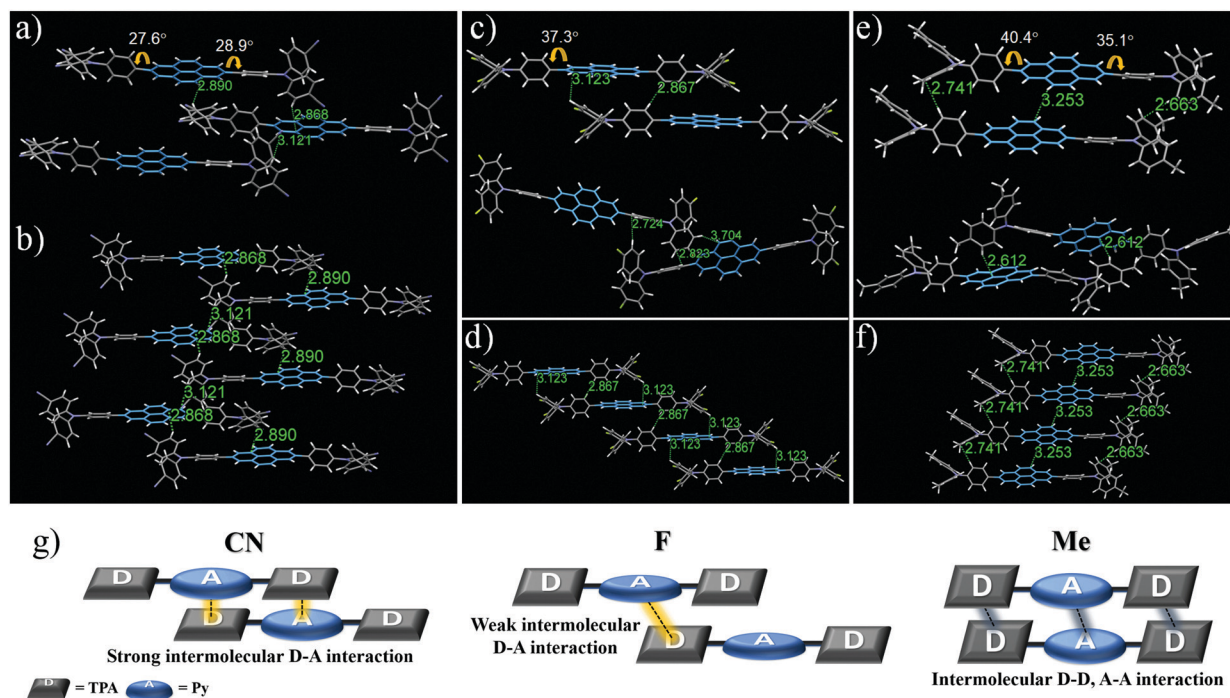 a)
27.6°
28.9°
2.890
2.868
3.121
b)
2.868
2.890
3.121
2.868
2.890
3.121
2.868
2.890
c)
37.3°
3.123
2.867
2.724
3.704
2.823
d)
3.123
2.867
3.123
2.867
3.123
3.123
2.867
3.123
e)
40.4°
35.1°
2.741
3.253
2.663
2.612
2.612
f)
2.741
3.253
2.663
2.741
3.253
2.663
2.741
3.253
2.663
g)
CN
D A D
D A D
Strong intermolecular D-A interaction
F
D A D
Weak intermolecular
D-A interaction
D A D
Me
D A D
D A D
Intermolecular D-D, A-A interaction
D = TPA A = Py